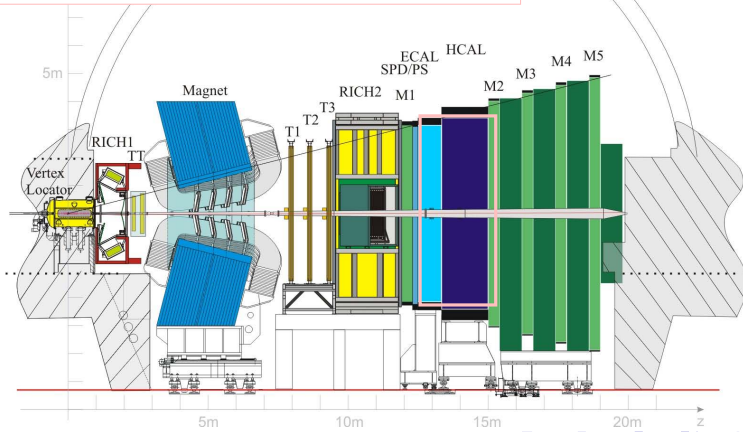 5m
M5
M4
HCAL
M3
ECAL
M2
SPD/PS
RICH2
M1
Magnet
T3
T2
T1
RICH1
TT
Vertex
Locator
5m
10m
15m
20m
z